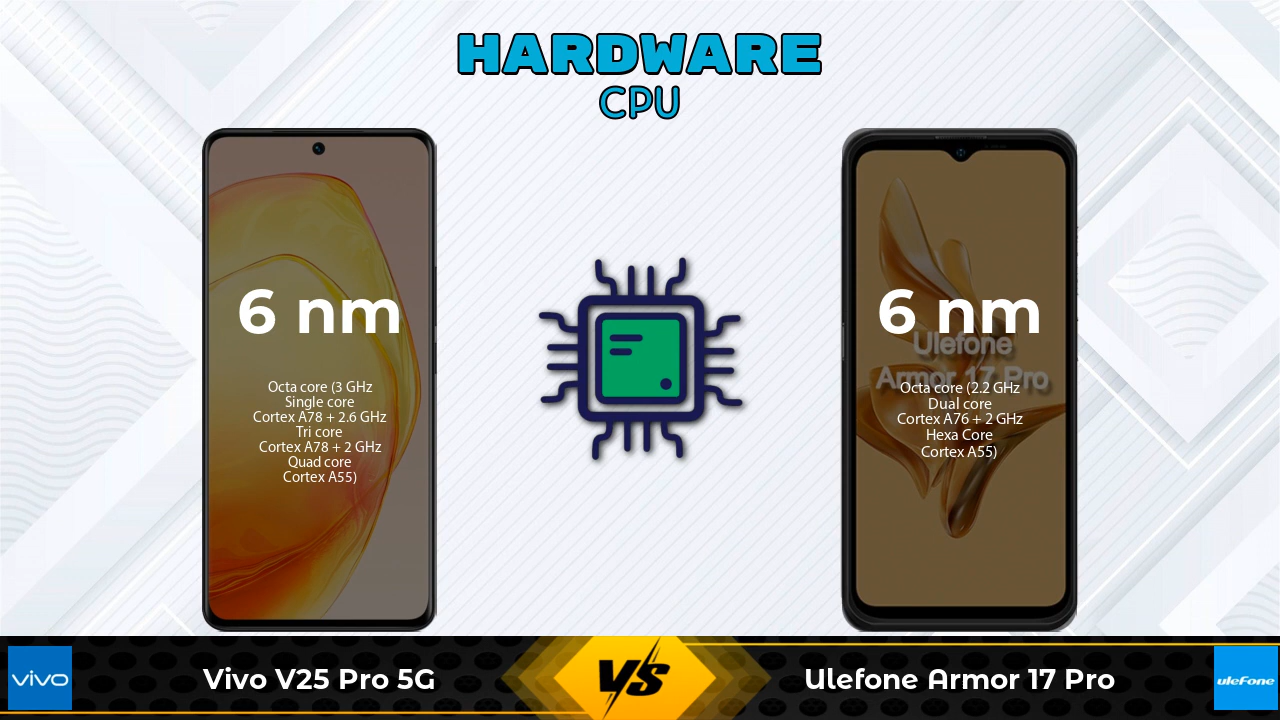 HARDWARE
CPU
6 nm
Octa core (3 GHz
Single core
Cortex A78 + 2.6 GHz
Tri core
Cortex A78 + 2 GHz
Quad core
Cortex A55)
6 nm
Ulefone
Armor 17 Pro
Octa core (2.2 GHz
Dual core
Cortex A76 + 2 GHz
Hexa Core
Cortex A55)
vivo
Vivo V25 Pro 5G
VS
Ulefone Armor 17 Pro
uleFone